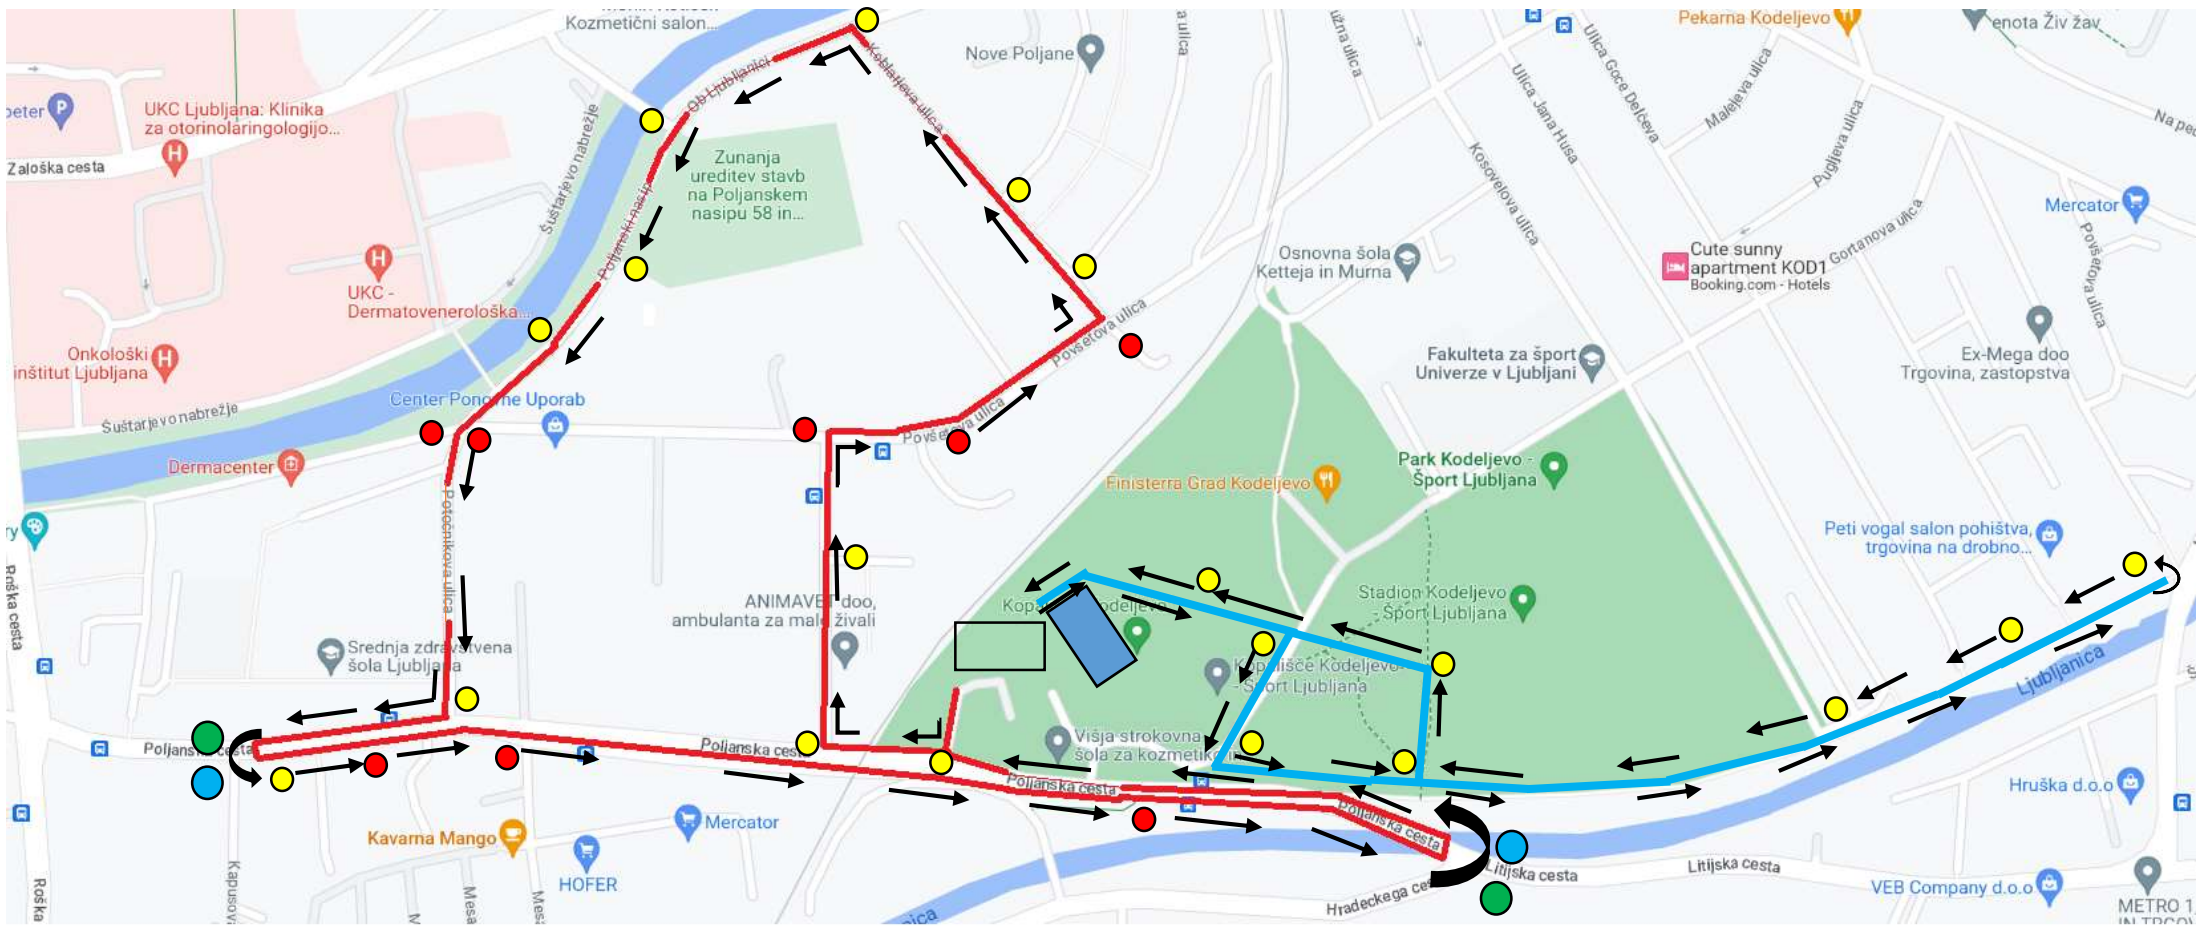 Kozmetični salon...
Nove Poljane
Pekarna Kodeljevo
enota Živ žav
UKC Ljubljana: Klinika
za otorinolaringologijo...
Zaloška cesta
Šuštarjevo nabrežje
Ob Ljubljanici
Koblarjeva ulica
Ulica Jana Husa
Ulica Goce Delčeva
Malejeva ulica
Pugljeva ulica
Kosovelova ulica
Zunanja
ureditev stavb
na Poljanskem
nasipu 58 in...
Poljanski nasip
Mercator
Gortanova ulica
Povšetova ulica
Cute sunny
apartment KOD1
Booking.com - Hotels
Osnovna šola
Ketteja in Murna
UKC -
Dermatovenerološka...
Onkološki
inštitut Ljubljana
Povšetova ulica
Fakulteta za šport
Univerze v Ljubljani
Ex-Mega doo
Trgovina, zastopstva
Šuštarjevo nabrežje
Center Ponovne Uporab
Povšetova ulica
Dermacenter
Finisterra Grad Kodeljevo
Park Kodeljevo -
Šport Ljubljana
Peti vogal salon pohištva,
trgovina na drobno...
Potočnikova ulica
Roška cesta
ANIMAVET doo,
ambulanta za male živali
Stadion Kodeljevo
- Šport Ljubljana
Srednja zdravstvena
šola Ljubljana
Kopališče Kodeljevo
- Šport Ljubljana
Ljubljanica
Poljanska cesta
Poljanska cesta
Višja strokovna
šola za kozmetiko in
Poljanska cesta
Poljanska cesta
Hruška d.o.o
Kavarna Mango
Mercator
HOFER
Litijska cesta
Litijska cesta
VEB Company d.o.o
Roška
METRO 1,